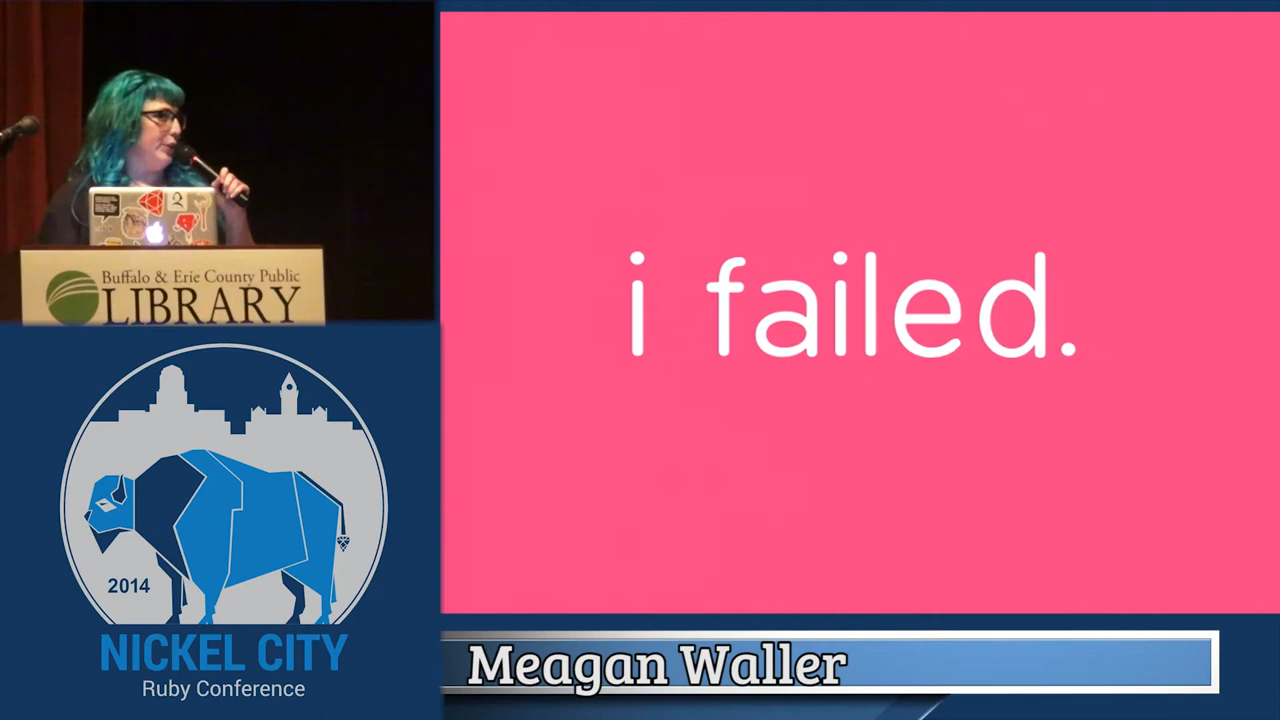 i failed.
Buffalo & Erie County Public
LIBRARY
2014
NICKEL CITY
Ruby Conference
Meagan Waller